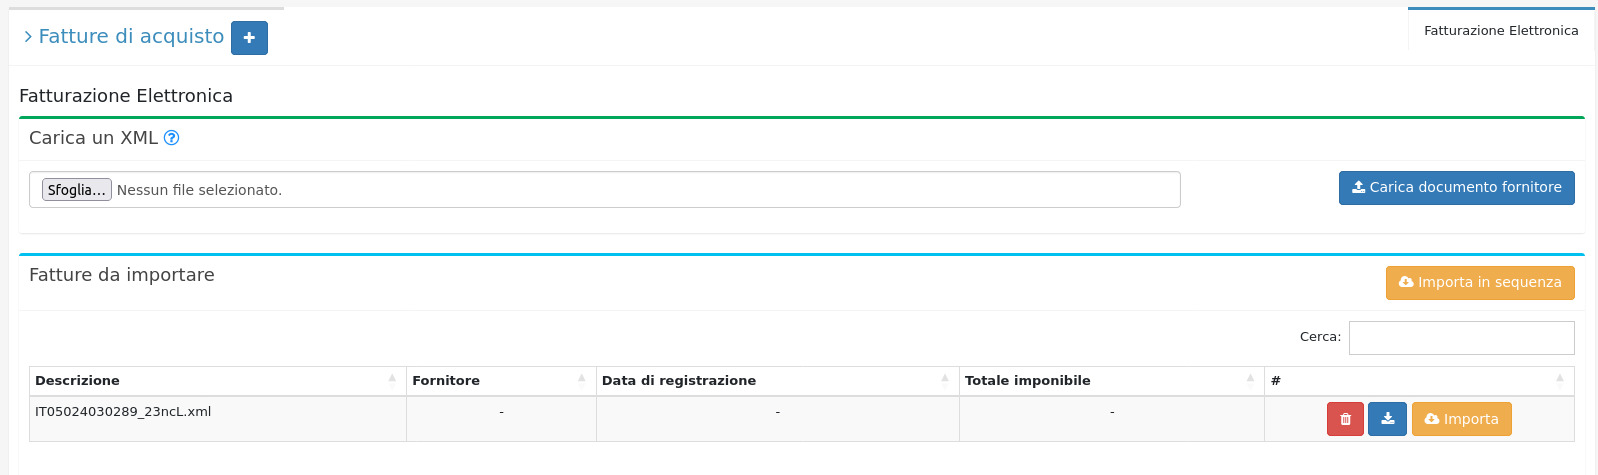 Fatture di acquisto
Fatturazione Elettronica
Fatturazione Elettronica
Carica un XML
Sfoglia... Nessun file selezionato.
Carica documento fornitore
Fatture da importare
Importa in sequenza
Cerca:
Descrizione Fornitore Data di registrazione Totale imponibile #
IT05024030289_23ncL.xml - - - Importa